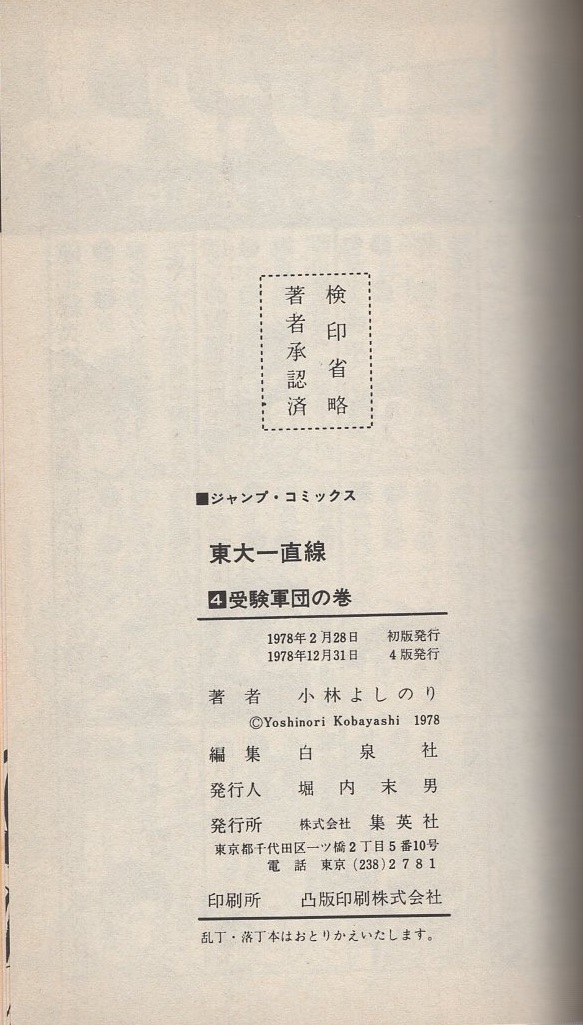 検印省略
著者承認済
■ジャンプ・コミックス
東大一直線
4受験軍団の巻
1978年2月28日 初版発行
1978年12月31日 4版発行
著者 小林よしのり
©Yoshinori Kobayashi 1978
編集 白泉社
発行人 堀内末男
発行所 株式会社 集英社
東京都千代田区一ツ橋2丁目5番10号
電話 東京(238)2781
印刷所 凸版印刷株式会社
乱丁・落丁本はおとりかえいたします。